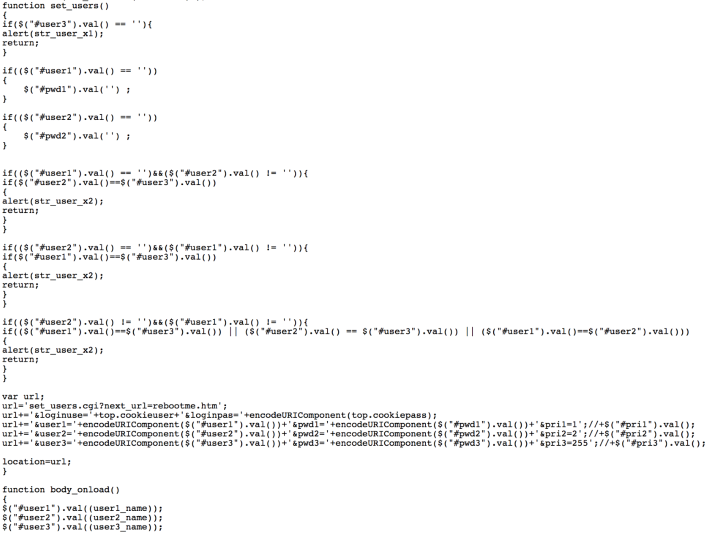 function set_users()
{
if($("#user3").val() == ''){
alert(str_user_x1);
return;
}
if(($("#user1").val() == ''))
{
$("#pwd1").val('') ;
}
if(($("#user2").val() == ''))
{
$("#pwd2").val('') ;
}
if(($("#user1").val() == '')&&($("#user2").val() != '')){
if($("#user2").val()==$("#user3").val())
{
alert(str_user_x2);
return;
}
}
if(($("#user2").val() == '')&&($("#user1").val() != '')){
if($("#user1").val()==$("#user3").val())
{
alert(str_user_x2);
return;
}
}
if(($("#user2").val() != '')&&($("#user1").val() != '')){
if(($("#user1").val()==$("#user3").val()) || ($("#user2").val() == $("#user3").val()) || ($("#user1").val()==$("#user2").val()))
{
alert(str_user_x2);
return;
}
}
var url;
url='set_users.cgi?next_url=rebootme.htm';
url+='&loginuse='+top.cookieuser+'&loginpas='+encodeURIComponent(top.cookiepass);
url+='&user1='+encodeURIComponent($("#user1").val())+'&pwd1='+encodeURIComponent($("#pwd1").val())+'&pri1=1';//+$("#pri1").val();
url+='&user2='+encodeURIComponent($("#user2").val())+'&pwd2='+encodeURIComponent($("#pwd2").val())+'&pri2=2';//+$("#pri2").val();
url+='&user3='+encodeURIComponent($("#user3").val())+'&pwd3='+encodeURIComponent($("#pwd3").val())+'&pri3=255';//+$("#pri3").val();
location=url;
}
function body_onload()
{
$("#user1").val((user1_name));
$("#user2").val((user2_name));
$("#user3").val((user3_name));